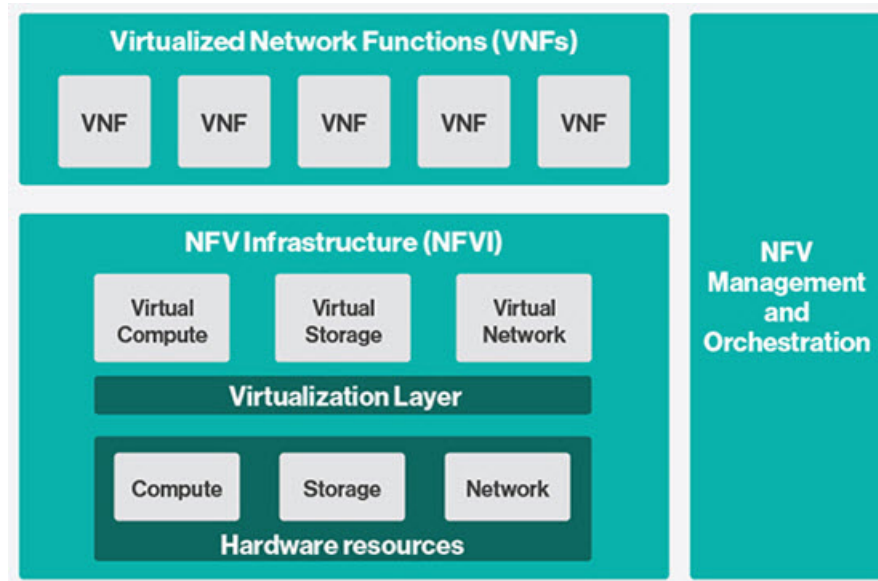 Virtualized Network Functions (VNFs)
VNF VNF VNF VNF VNF
NFV Infrastructure (NFVI)
Virtual
Compute
Virtual
Storage
Virtual
Network
Virtualization Layer
Compute Storage Network
Hardware resources
NFV
Management
and
Orchestration